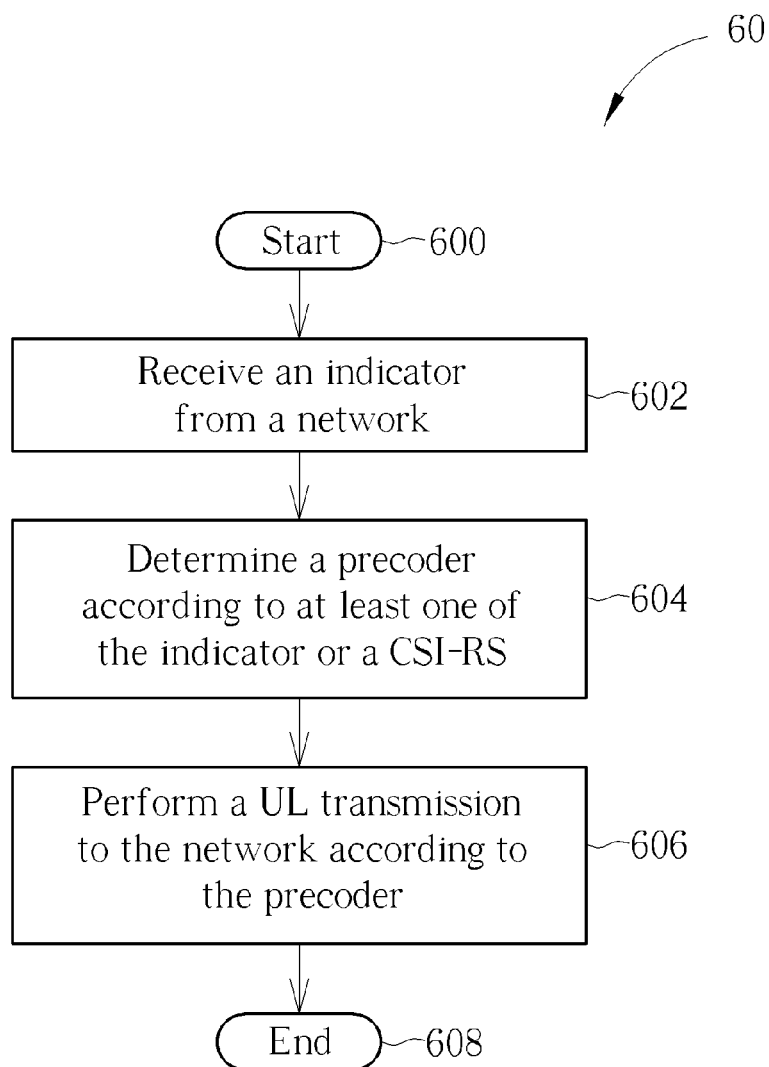 60
Start
600
Receive an indicator
from a network
602
Determine a precoder
according to at least one of
the indicator or a CSI-RS
604
Perform a UL transmission
to the network according to
the precoder
606
End
608